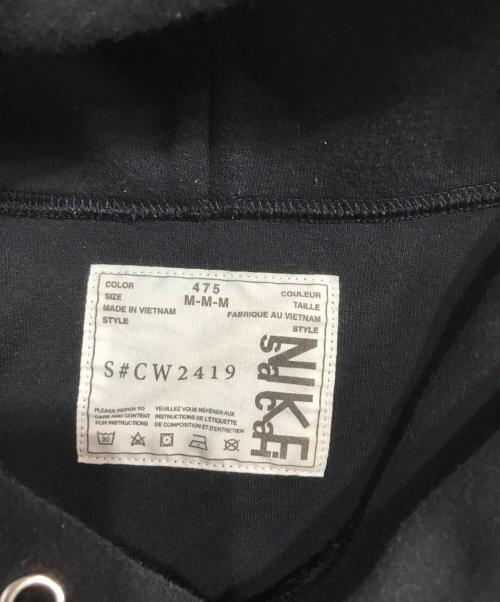 COLOR 475 COULEUR
SIZE M-M-M TAILLE
MADE IN VIETNAM FABRIQUE AU VIETNAM
STYLE STYLE
S#CW2419
NIKE
sacai
PLEASE REFER TO VEUILLEZ VOUS RÉFÉRER AUX
CARE AND CONTENT INSTRUCTIONS DE L'ÉTIQUETTE
FOR INSTRUCTIONS DE COMPOSITION ET D'ENTRETIEN
30